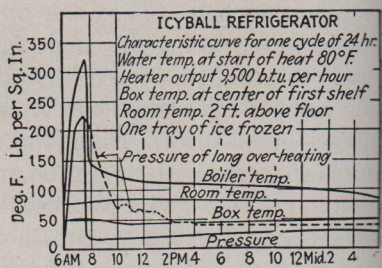 ICYBALL REFRIGERATOR
Characteristic curve for one cycle of 24 hr.
Water temp. at start of heat 80°F.
Heater output 9,500 b.t.u. per hour
Box temp. at center of first shelf
Room temp. 2 ft. above floor
One tray of ice frozen
Pressure of long over-heating
Boiler temp.
Room temp.
Box temp.
Pressure
Deg. F. Lb. per Sq. In.
350
300
250
200
150
100
50
0
6AM 8 10 12 2PM 4 6 8 10 12Mid. 2 4